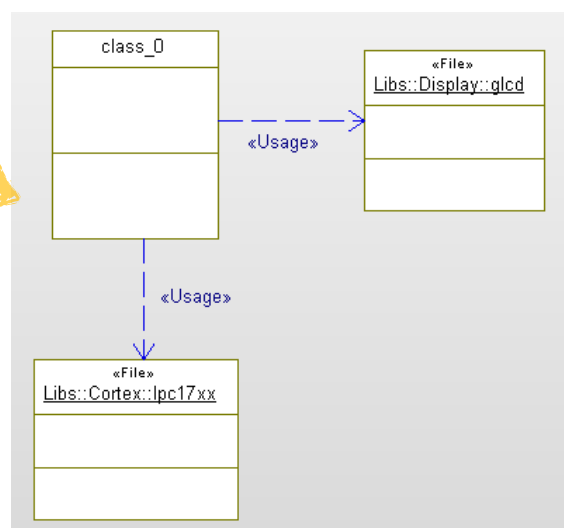 class_0
«File»
Libs::Display::glcd
«Usage»
«Usage»
«File»
Libs::Cortex::lpc17xx